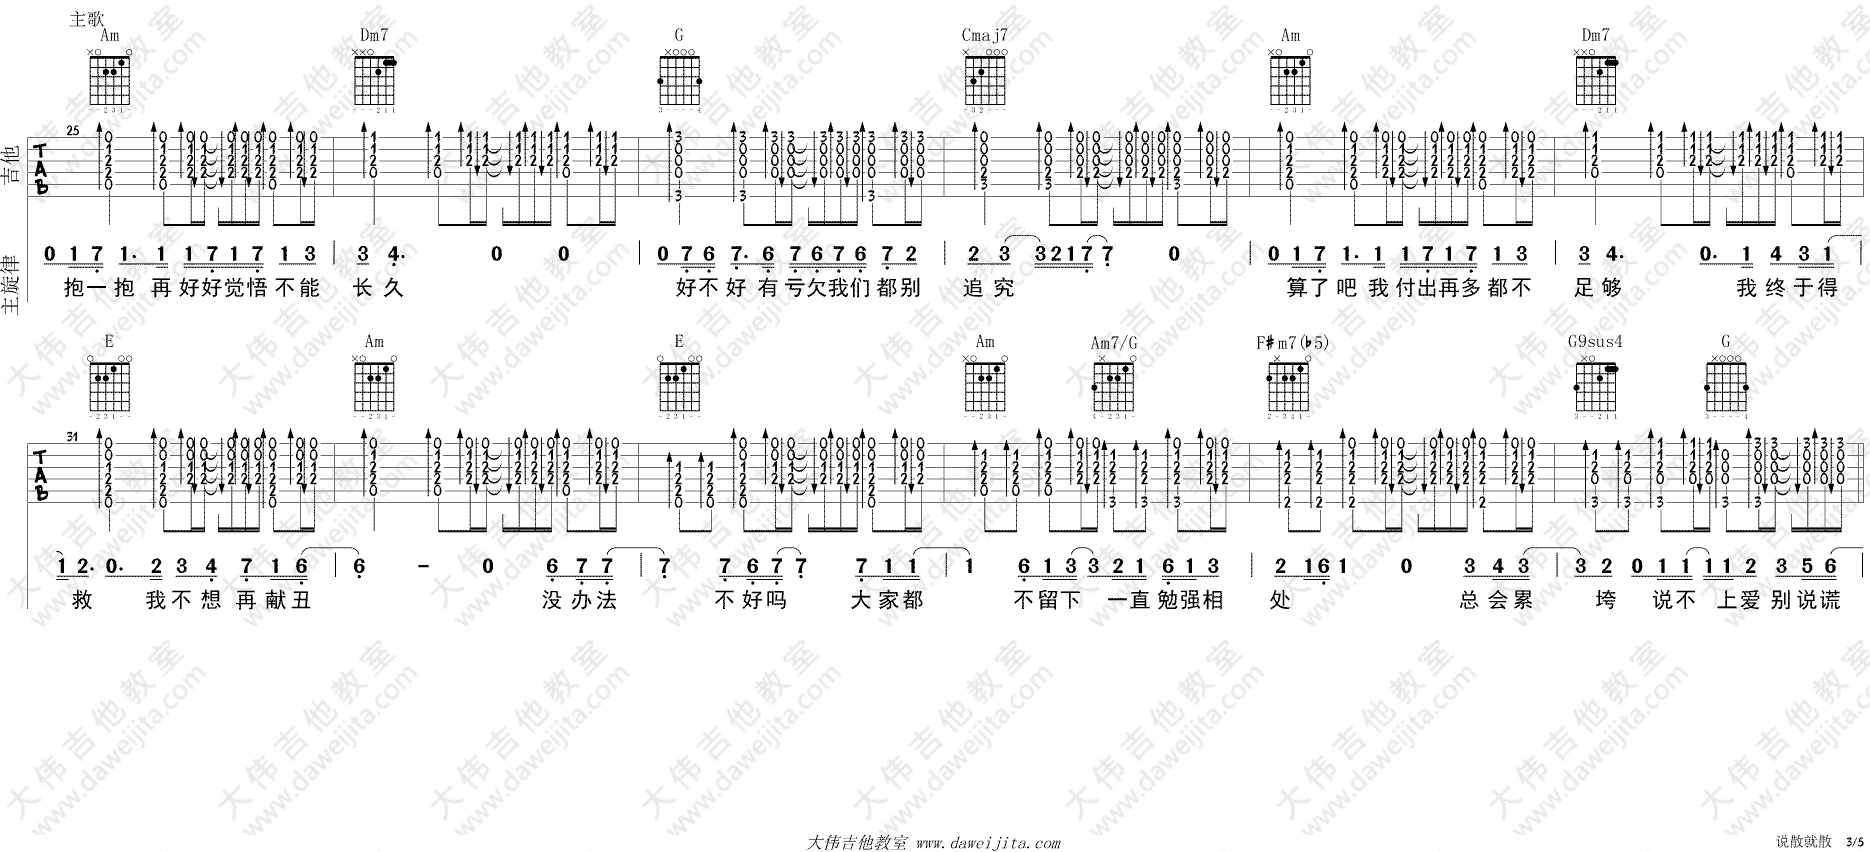 主歌
Am Dm7 G Cmaj7 Am Dm7
吉他 TAB 25
主旋律 0 1 7 1. 1 1 7 1 7 1 3 | 3 4. 0 0 | 0 7 6 7. 6 7 6 7 6 7 2 | 2 3 3 2 1 7 7 0 | 0 1 7 1. 1 1 7 1 7 1 3 | 3 4. 0. 1 4 3 1 |
抱一抱 再好好觉悟不能 长久 好不好有亏欠我们都别 追究 算了吧我付出再多都不 足够 我终于得
E Am E Am Am7/G F♯m7(♭5) G9sus4 G
TAB 31
1 2. 0. 2 3 4 7 1 6 | 6 - 0 6 7 7 | 7 7 6 7 7 7 1 1 | 1 6 1 3 3 2 1 6 1 3 | 2 1 6 1 0 3 4 3 | 3 2 0 1 1 1 1 2 3 5 6 |
救 我不想再献丑 没办法 不好吗 大家都 不留下 一直勉强相 处 总会累 垮 说不 上爱别说谎
大伟吉他教室 www.daweijita.com
说散就散 3/5